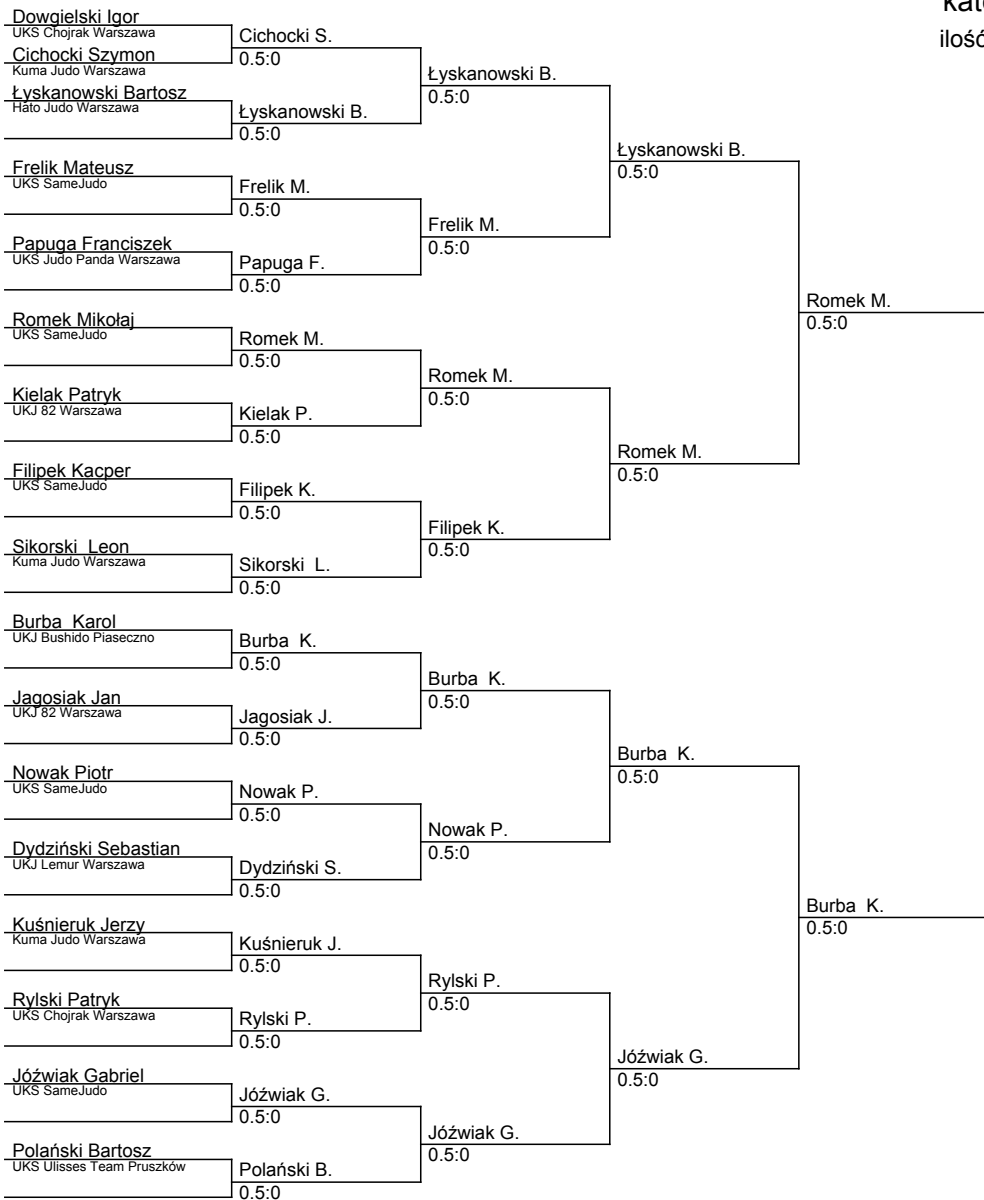 kate
ilość
Dowgielski Igor
UKS Chojrak Warszawa
Cichocki S.
0.5:0
Cichocki Szymon
Kuma Judo Warszawa
Łyskanowski B.
0.5:0
Łyskanowski Bartosz
Hato Judo Warszawa
Łyskanowski B.
0.5:0
Łyskanowski B.
0.5:0
Frelik Mateusz
UKS SameJudo
Frelik M.
0.5:0
Frelik M.
0.5:0
Papuga Franciszek
UKS Judo Panda Warszawa
Papuga F.
0.5:0
Romek M.
0.5:0
Romek Mikołaj
UKS SameJudo
Romek M.
0.5:0
Romek M.
0.5:0
Kielak Patryk
UKJ 82 Warszawa
Kielak P.
0.5:0
Romek M.
0.5:0
Filipek Kacper
UKS SameJudo
Filipek K.
0.5:0
Filipek K.
0.5:0
Sikorski  Leon
Kuma Judo Warszawa
Sikorski  L.
0.5:0
Burba  Karol
UKJ Bushido Piaseczno
Burba  K.
0.5:0
Burba  K.
0.5:0
Jagosiak Jan
UKJ 82 Warszawa
Jagosiak J.
0.5:0
Burba  K.
0.5:0
Nowak Piotr
UKS SameJudo
Nowak P.
0.5:0
Nowak P.
0.5:0
Dydziński Sebastian
UKJ Lemur Warszawa
Dydziński S.
0.5:0
Burba  K.
0.5:0
Kuśnieruk Jerzy
Kuma Judo Warszawa
Kuśnieruk J.
0.5:0
Rylski P.
0.5:0
Rylski Patryk
UKS Chojrak Warszawa
Rylski P.
0.5:0
Jóźwiak G.
0.5:0
Jóźwiak Gabriel
UKS SameJudo
Jóźwiak G.
0.5:0
Jóźwiak G.
0.5:0
Polański Bartosz
UKS Ulisses Team Pruszków
Polański B.
0.5:0